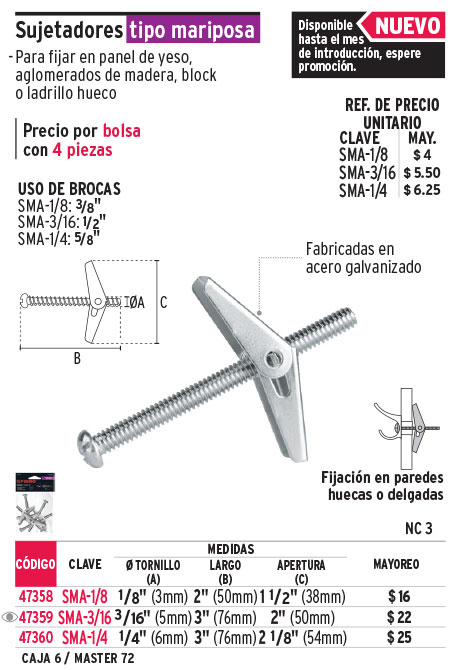 Sujetadores tipo mariposa
-Para fijar en panel de yeso,
aglomerados de madera, block
o ladrillo hueco
Disponible
hasta el mes
de introducción, espere
promoción.
NUEVO
Precio por bolsa
con 4 piezas
REF. DE PRECIO
UNITARIO
CLAVE MAY.
SMA-1/8 $ 4
SMA-3/16 $ 5.50
SMA-1/4 $ 6.25
USO DE BROCAS
SMA-1/8: 3/8"
SMA-3/16: 1/2"
SMA-1/4: 5/8"
Fabricadas en
acero galvanizado
ØA
C
B
Fijación en paredes
huecas o delgadas
NC 3
CÓDIGO CLAVE MEDIDAS MAYOREO
Ø TORNILLO (A) LARGO (B) APERTURA (C)
47358 SMA-1/8 1/8" (3mm) 2" (50mm) 1 1/2" (38mm) $ 16
47359 SMA-3/16 3/16" (5mm) 3" (76mm) 2" (50mm) $ 22
47360 SMA-1/4 1/4" (6mm) 3" (76mm) 2 1/8" (54mm) $ 25
CAJA 6 / MASTER 72